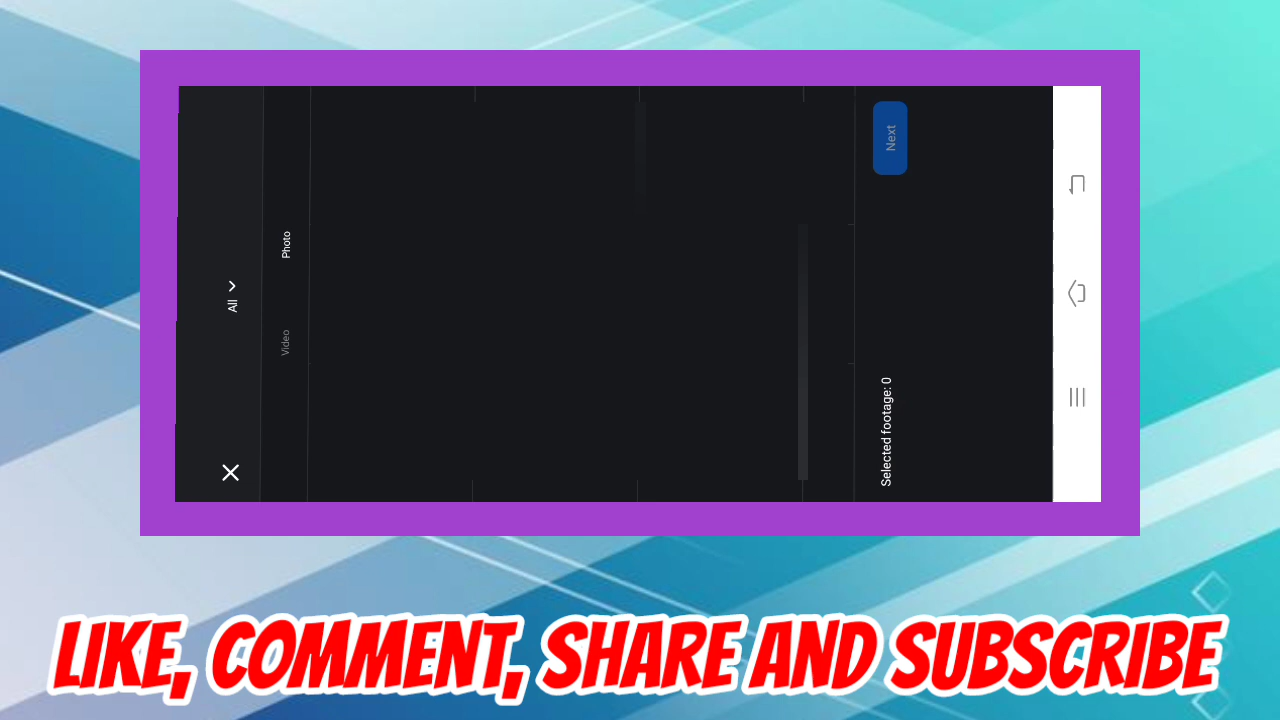 All
Photo
Video
Next
Selected footage: 0
LIKE, COMMENT, SHARE AND SUBSCRIBE